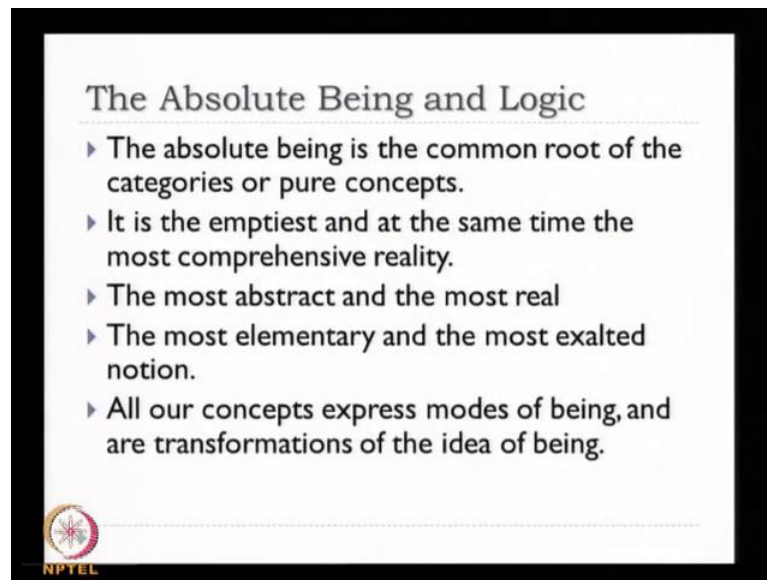 The Absolute Being and Logic
The absolute being is the common root of the
categories or pure concepts.
It is the emptiest and at the same time the
most comprehensive reality.
The most abstract and the most real
The most elementary and the most exalted
notion.
All our concepts express modes of being, and
are transformations of the idea of being.
NPTEL